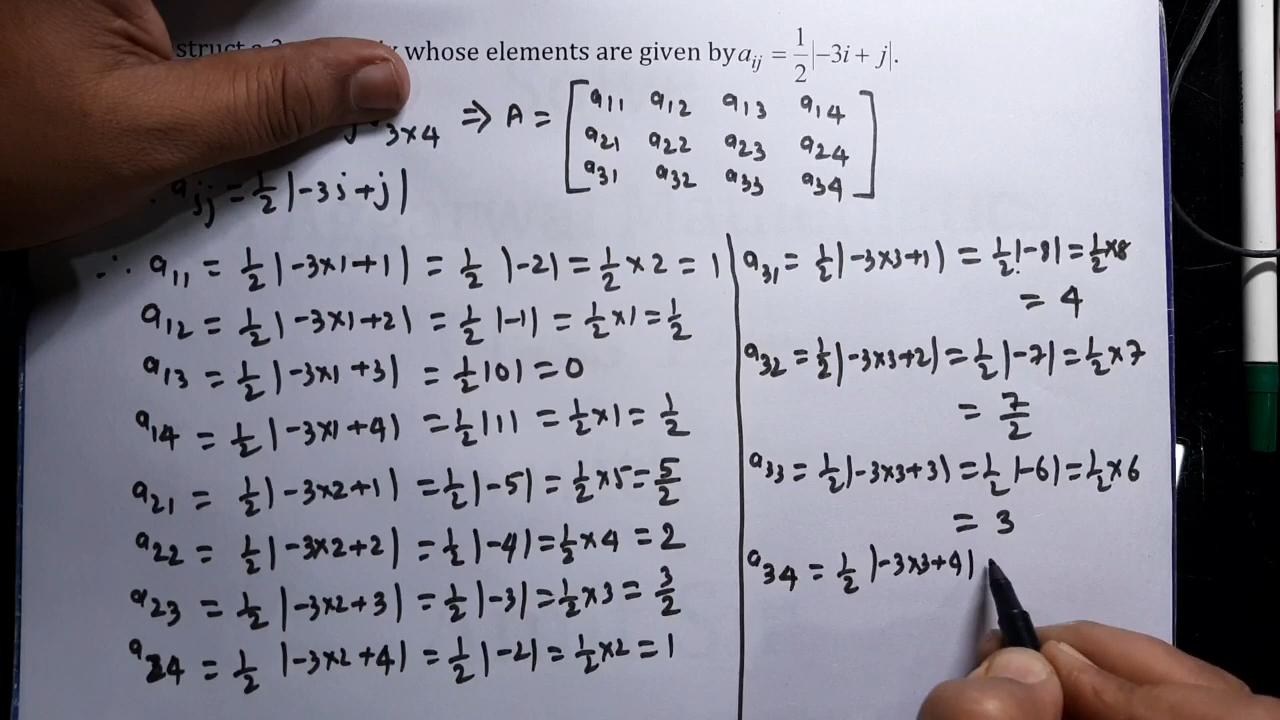 whose elements are given by a_ij = 1/2 |−3i + j|.
3×4 ⇒ A = [ a11 a12 a13 a14
a21 a22 a23 a24
a31 a32 a33 a34 ]
a_ij = 1/2 |-3i+j|
∴ a11 = 1/2 |-3×1+1| = 1/2 |-2| = 1/2 × 2 = 1
a12 = 1/2 |-3×1+2| = 1/2 |-1| = 1/2 ×1 = 1/2
a13 = 1/2 |-3×1+3| = 1/2 |0| = 0
a14 = 1/2 |-3×1+4| = 1/2 |1| = 1/2 ×1 = 1/2
a21 = 1/2 |-3×2+1| = 1/2 |-5| = 1/2 ×5 = 5/2
a22 = 1/2 |-3×2+2| = 1/2 |-4| = 1/2 ×4 = 2
a23 = 1/2 |-3×2+3| = 1/2 |-3| = 1/2 ×3 = 3/2
a24 = 1/2 |-3×2+4| = 1/2 |-2| = 1/2 ×2 = 1
a31 = 1/2 |-3×3+1| = 1/2 |-8| = 1/2 ×8
= 4
a32 = 1/2 |-3×3+2| = 1/2 |-7| = 1/2 ×7
= 7/2
a33 = 1/2 |-3×3+3| = 1/2 |-6| = 1/2 ×6
= 3
a34 = 1/2 |-3×3+4|